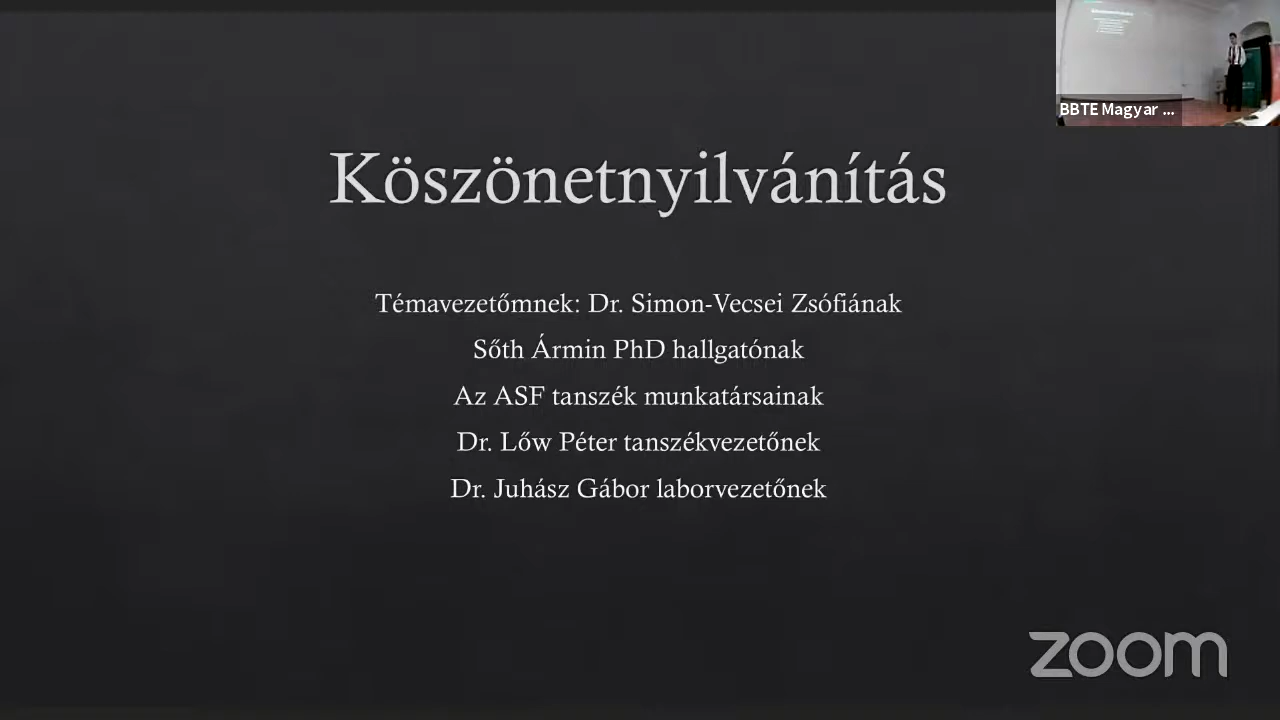 BBTE Magyar ...
Köszönetnyilvánítás
Témavezetőmnek: Dr. Simon-Vecsei Zsófiának
Sőth Ármin PhD hallgatónak
Az ASF tanszék munkatársainak
Dr. Lőw Péter tanszékvezetőnek
Dr. Juhász Gábor laborvezetőnek
zoom